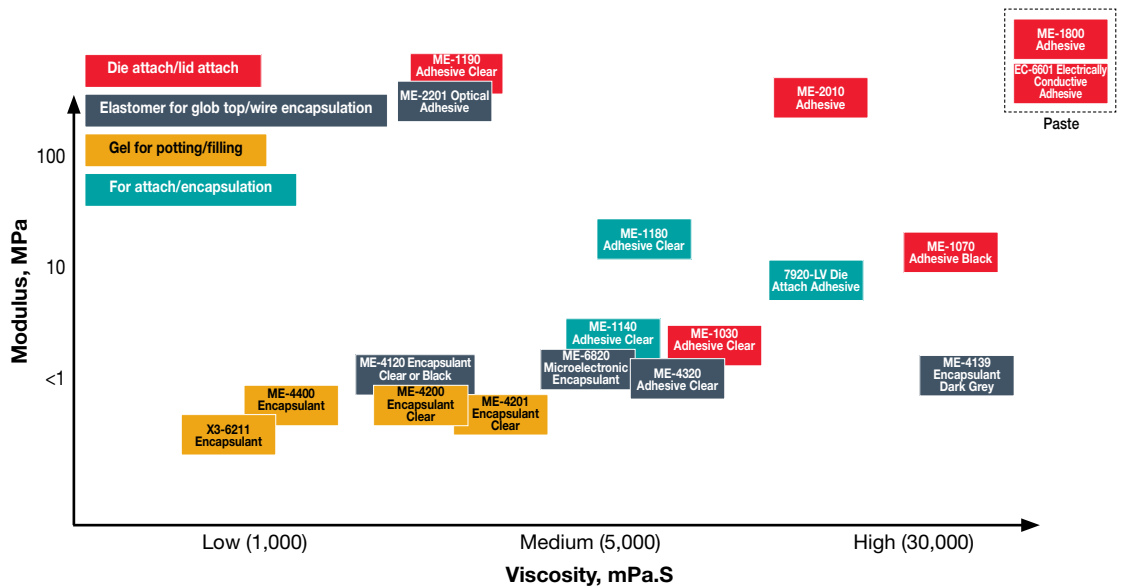 ME-1800
Adhesive
EC-6601 Electrically
Conductive
Adhesive
Paste
Die attach/lid attach
Elastomer for glob top/wire encapsulation
Gel for potting/filling
For attach/encapsulation
ME-1190
Adhesive Clear
ME-2201 Optical
Adhesive
ME-2010
Adhesive
ME-1180
Adhesive Clear
ME-1070
Adhesive Black
7920-LV Die
Attach Adhesive
ME-1140
Adhesive Clear
ME-1030
Adhesive Clear
ME-4120 Encapsulant
Clear or Black
ME-6820
Microelectronic
Encapsulant
ME-4320
Adhesive Clear
ME-4139
Encapsulant
Dark Grey
ME-4400
Encapsulant
ME-4200
Encapsulant
Clear
ME-4201
Encapsulant
Clear
X3-6211
Encapsulant
Modulus, MPa
100
10
<1
Low (1,000)
Medium (5,000)
High (30,000)
Viscosity, mPa.S